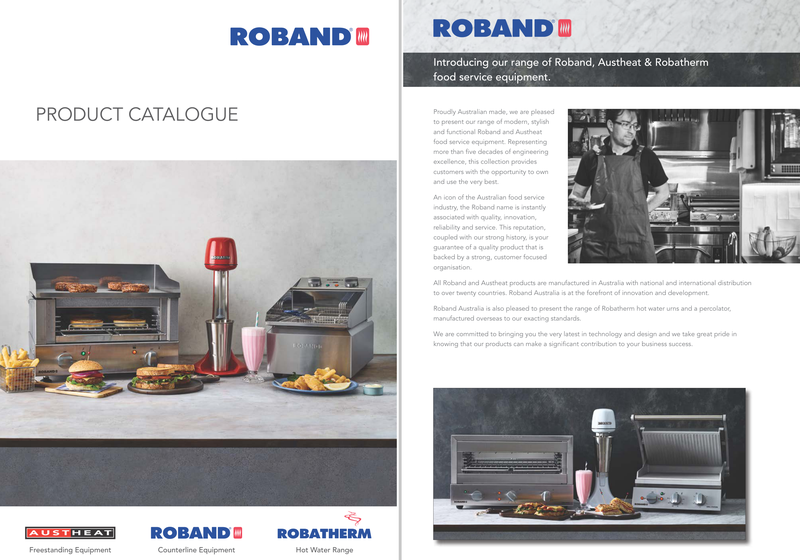 ROBAND®
PRODUCT CATALOGUE
AUSTHEAT
Freestanding Equipment
ROBAND®
Counterline Equipment
ROBATHERM
Hot Water Range
ROBAND®
Introducing our range of Roband, Austheat & Robatherm
food service equipment.
Proudly Australian made, we are pleased
to present our range of modern, stylish
and functional Roband and Austheat
food service equipment. Representing
more than five decades of engineering
excellence, this collection provides
customers with the opportunity to own
and use the very best.
An icon of the Australian food service
industry, the Roband name is instantly
associated with quality, innovation,
reliability and service. This reputation,
coupled with our strong history, is your
guarantee of a quality product that is
backed by a strong, customer focused
organisation.
All Roband and Austheat products are manufactured in Australia with national and international distribution
to over twenty countries. Roband Australia is at the forefront of innovation and development.
Roband Australia is also pleased to present the range of Robatherm hot water urns and a percolator,
manufactured overseas to our exacting standards.
We are committed to bringing you the very latest in technology and design and we take great pride in
knowing that our products can make a significant contribution to your business success.